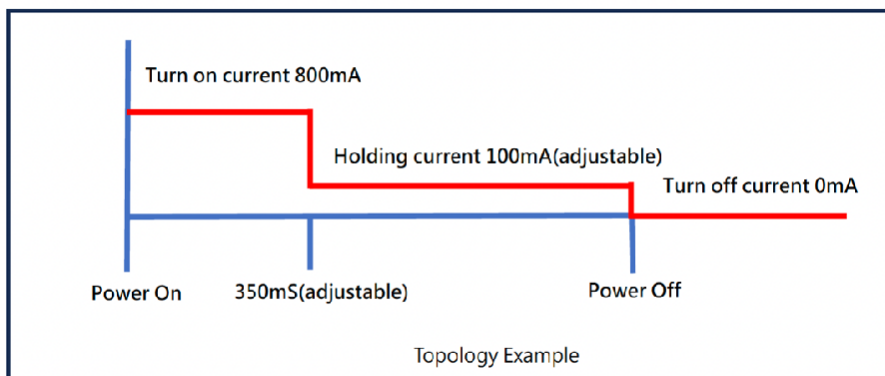 Turn on current 800mA
Holding current 100mA(adjustable)
Turn off current 0mA
Power On
350mS(adjustable)
Power Off
Topology Example